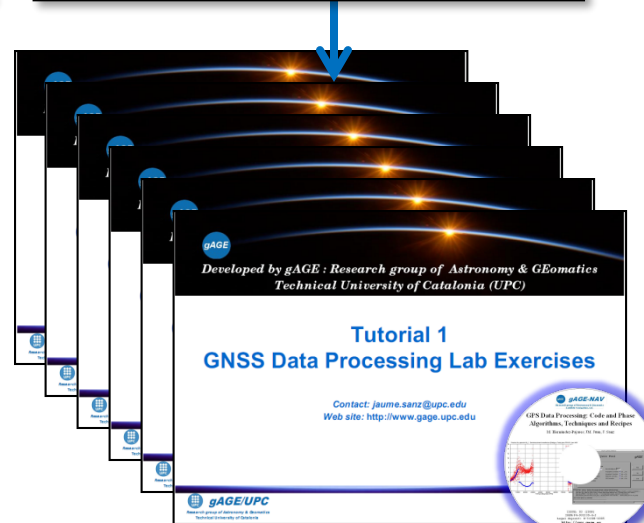 gAGE
Developed by gAGE : Research group of Astronomy & GEomatics
Technical University of Catalonia (UPC)
Tutorial 1
GNSS Data Processing Lab Exercises
Contact: jaume.sanz@upc.edu
Web site: http://www.gage.upc.edu
gAGE-NAV
GPS Data Processing: Code and Phase
Algorithms, Techniques and Recipes
gAGE/UPC
Research group of Astronomy & Geomatics
Technical University of Catalonia